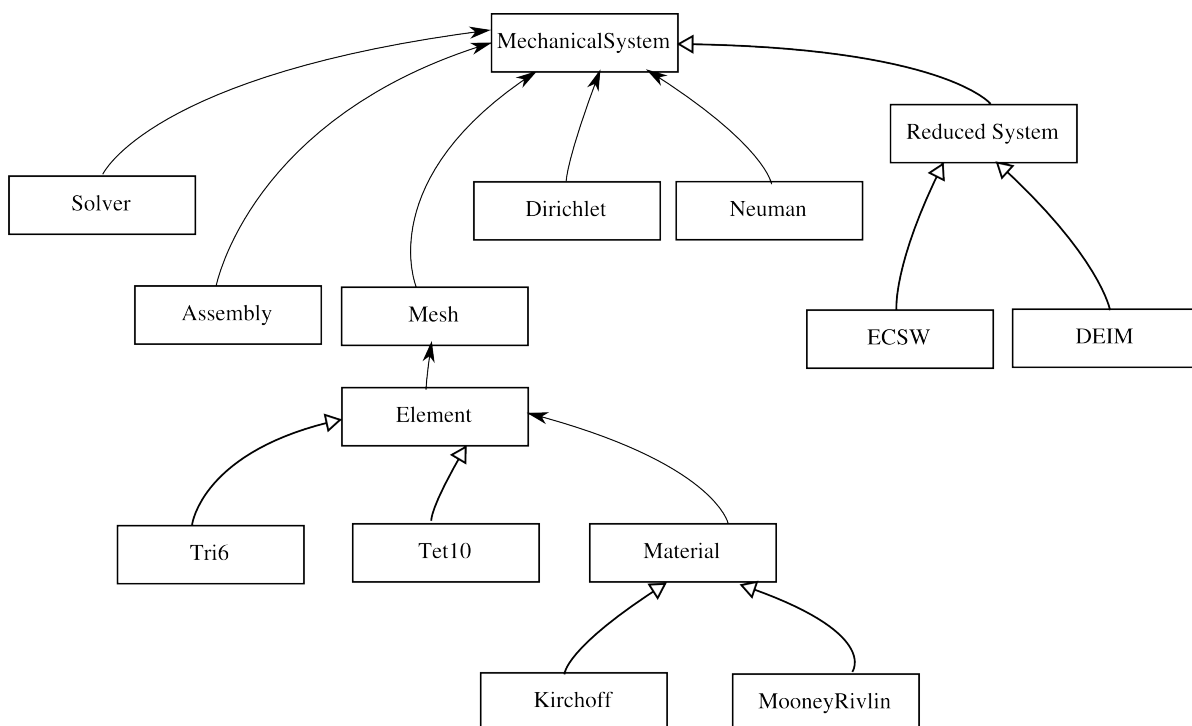 MechanicalSystem
Reduced System
Solver
Dirichlet
Neuman
Assembly
Mesh
ECSW
DEIM
Element
Tri6
Tet10
Material
Kirchoff
MooneyRivlin